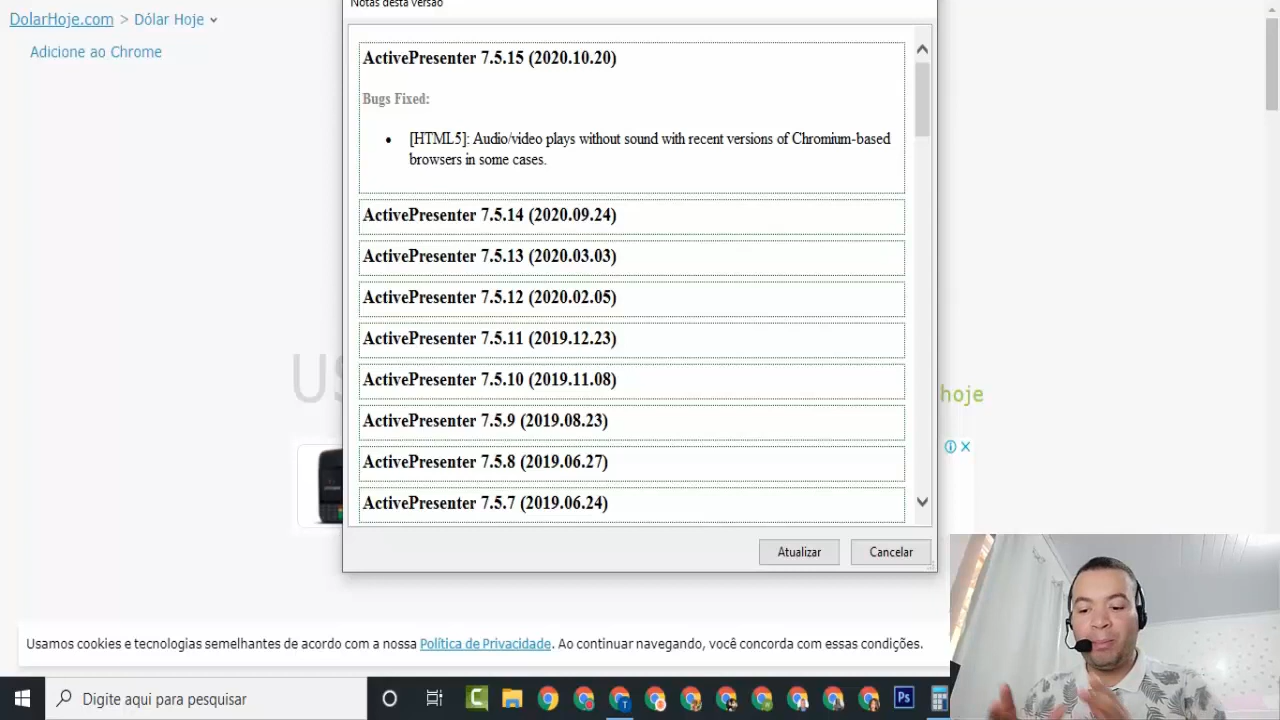 Notas desta versão
DolarHoje.com > Dólar Hoje
Adicione ao Chrome
ActivePresenter 7.5.15 (2020.10.20)
Bugs Fixed:
• [HTML5]: Audio/video plays without sound with recent versions of Chromium-based
browsers in some cases.
ActivePresenter 7.5.14 (2020.09.24)
ActivePresenter 7.5.13 (2020.03.03)
ActivePresenter 7.5.12 (2020.02.05)
ActivePresenter 7.5.11 (2019.12.23)
ActivePresenter 7.5.10 (2019.11.08)
US
hoje
ActivePresenter 7.5.9 (2019.08.23)
ActivePresenter 7.5.8 (2019.06.27)
ActivePresenter 7.5.7 (2019.06.24)
Atualizar
Cancelar
Usamos cookies e tecnologias semelhantes de acordo com a nossa Política de Privacidade. Ao continuar navegando, você concorda com essas condições.
Digite aqui para pesquisar
Ps